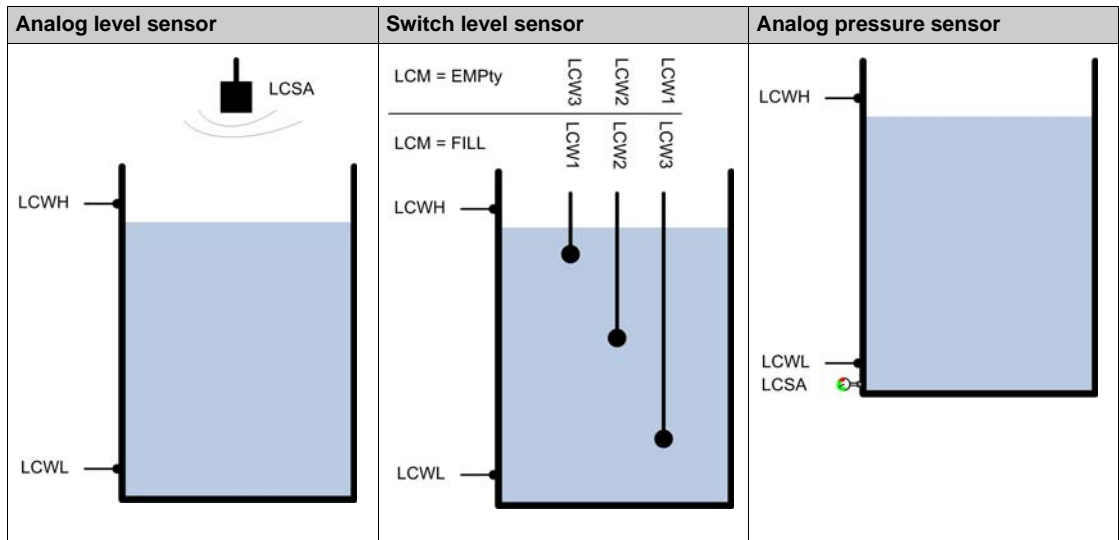 Analog level sensor
Switch level sensor
Analog pressure sensor
LCSA
LCWH
LCWL
LCM = EMPty
LCW3
LCW2
LCW1
LCM = FILL
LCW1
LCW2
LCW3
LCWH
LCWL
LCWH
LCWL
LCSA